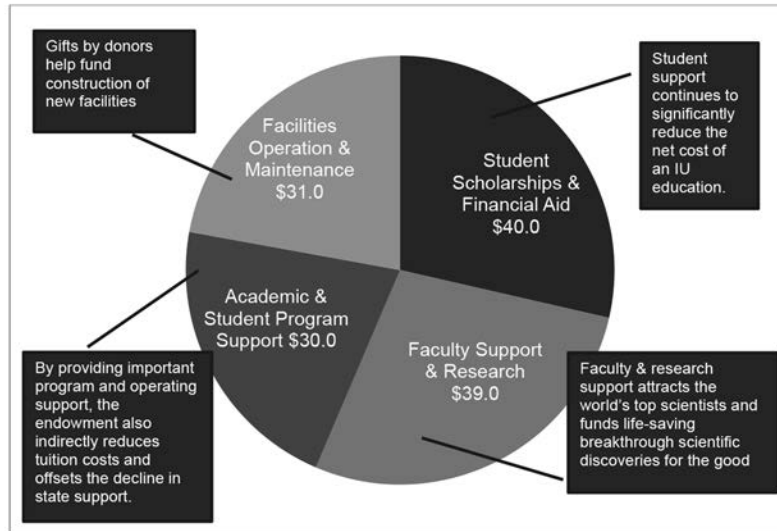 Gifts by donors
help fund
construction of
new facilities
Student
support
continues to
significantly
reduce the
net cost of
an IU
education.
Facilities
Operation &
Maintenance
$31.0
Student
Scholarships &
Financial Aid
$40.0
Academic &
Student Program
Support $30.0
Faculty Support
& Research
$39.0
By providing important
program and operating
support, the
endowment also
indirectly reduces
tuition costs and
offsets the decline in
state support.
Faculty & research
support attracts the
world's top scientists and
funds life-saving
breakthrough scientific
discoveries for the good